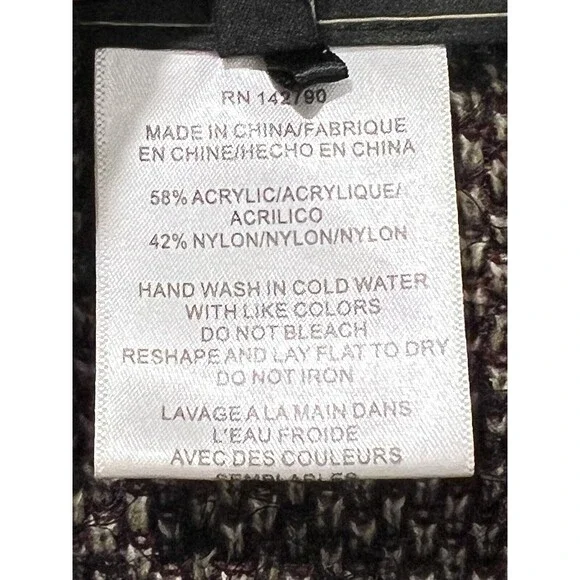 RN 142790
MADE IN CHINA/FABRIQUE
EN CHINE/HECHO EN CHINA
58% ACRYLIC/ACRYLIQUE/
ACRILICO
42% NYLON/NYLON/NYLON
HAND WASH IN COLD WATER
WITH LIKE COLORS
DO NOT BLEACH
RESHAPE AND LAY FLAT TO DRY
DO NOT IRON
LAVAGE A LA MAIN DANS
L'EAU FROIDE
AVEC DES COULEURS
SEMBLABLES